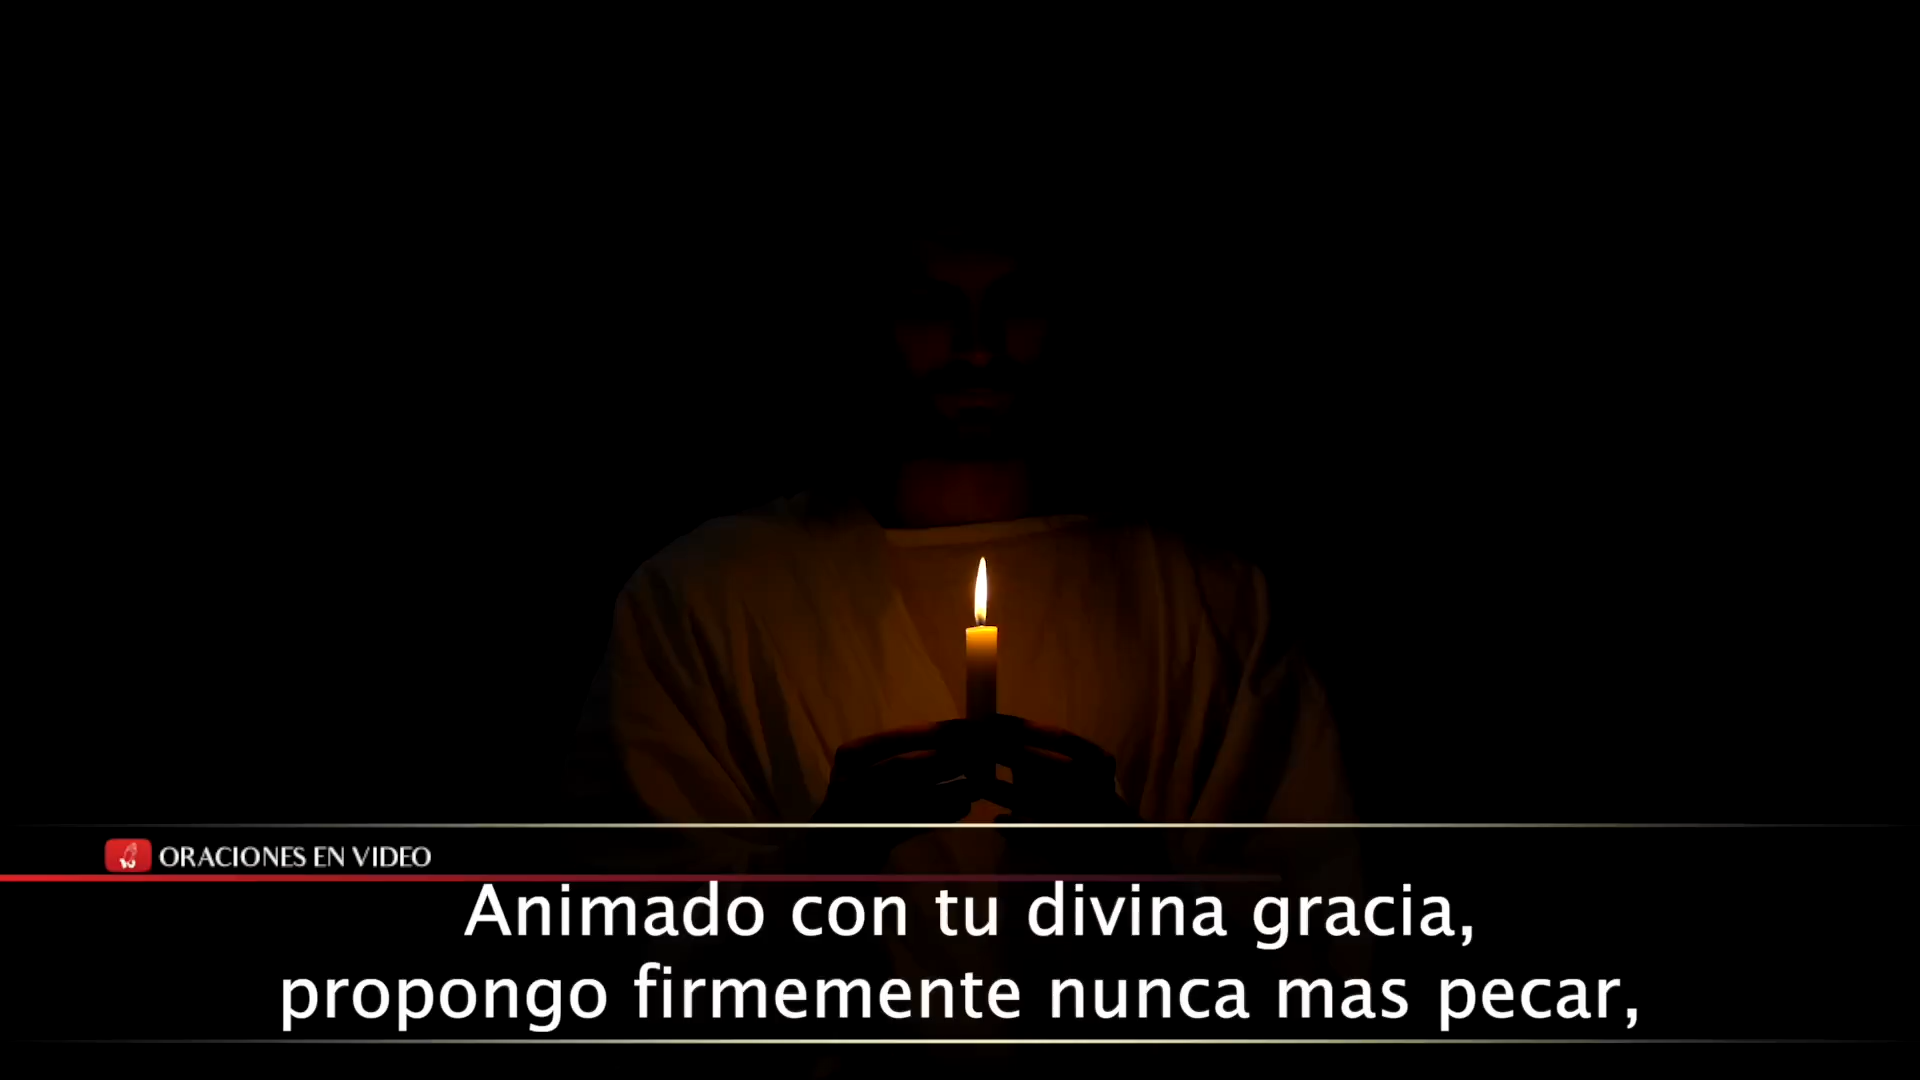 ORACIONES EN VIDEO
Animado con tu divina gracia,
propongo firmemente nunca mas pecar,